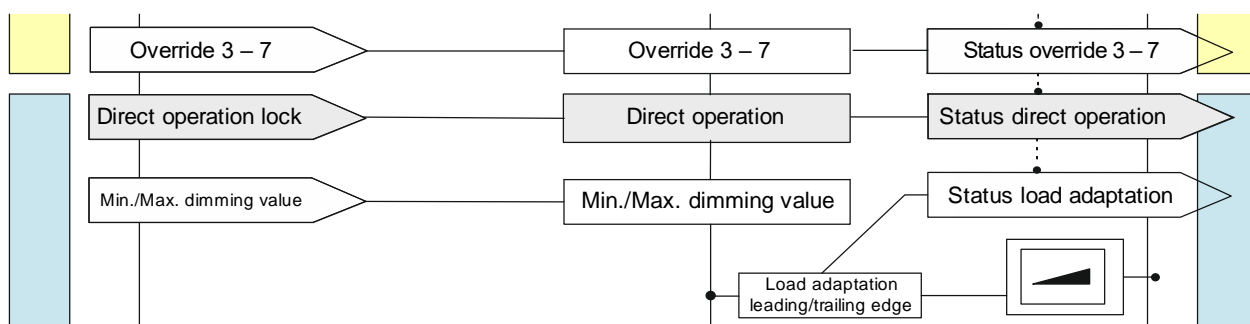 Override 3 – 7
Override 3 – 7
Status override 3 – 7
Direct operation lock
Direct operation
Status direct operation
Min./Max. dimming value
Min./Max. dimming value
Status load adaptation
Load adaptation
leading/trailing edge